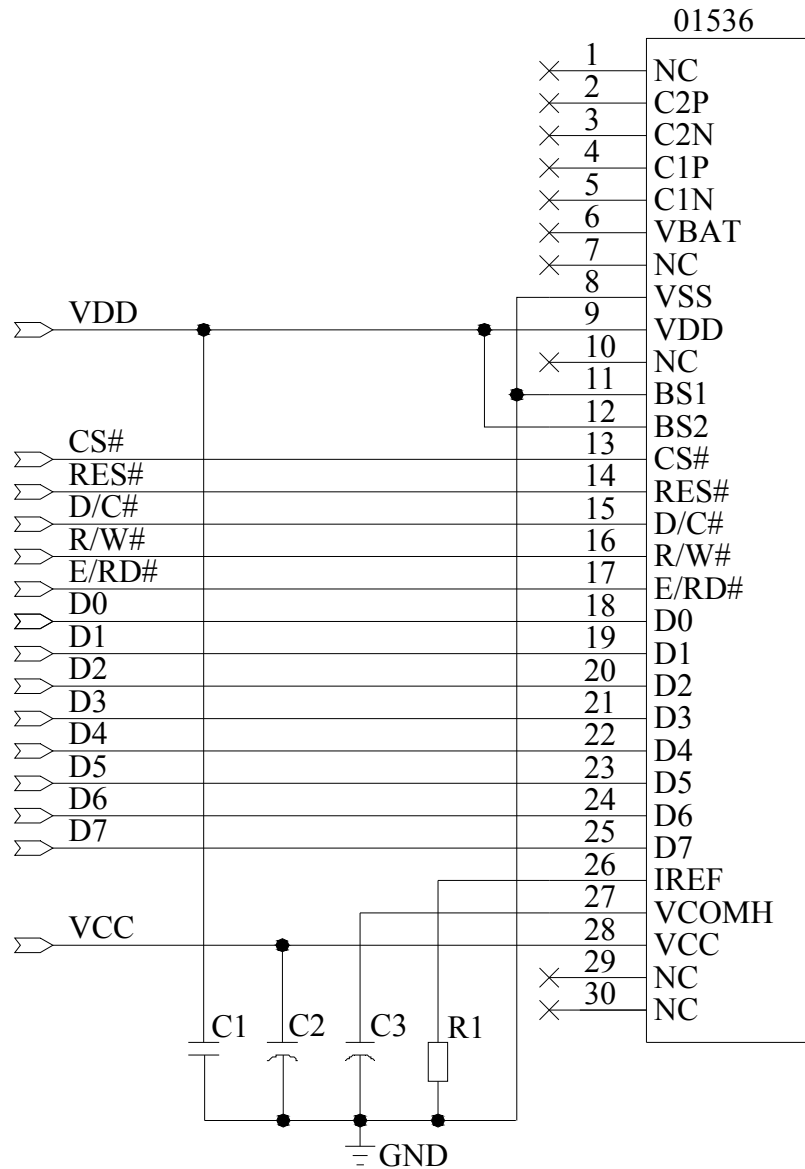 01536
1 NC
2 C2P
3 C2N
4 C1P
5 C1N
6 VBAT
7 NC
8 VSS
VDD 9 VDD
10 NC
11 BS1
12 BS2
CS# 13 CS#
RES# 14 RES#
D/C# 15 D/C#
R/W# 16 R/W#
E/RD# 17 E/RD#
D0 18 D0
D1 19 D1
D2 20 D2
D3 21 D3
D4 22 D4
D5 23 D5
D6 24 D6
D7 25 D7
26 IREF
27 VCOMH
VCC 28 VCC
29 NC
30 NC
C1 C2 C3 R1
GND